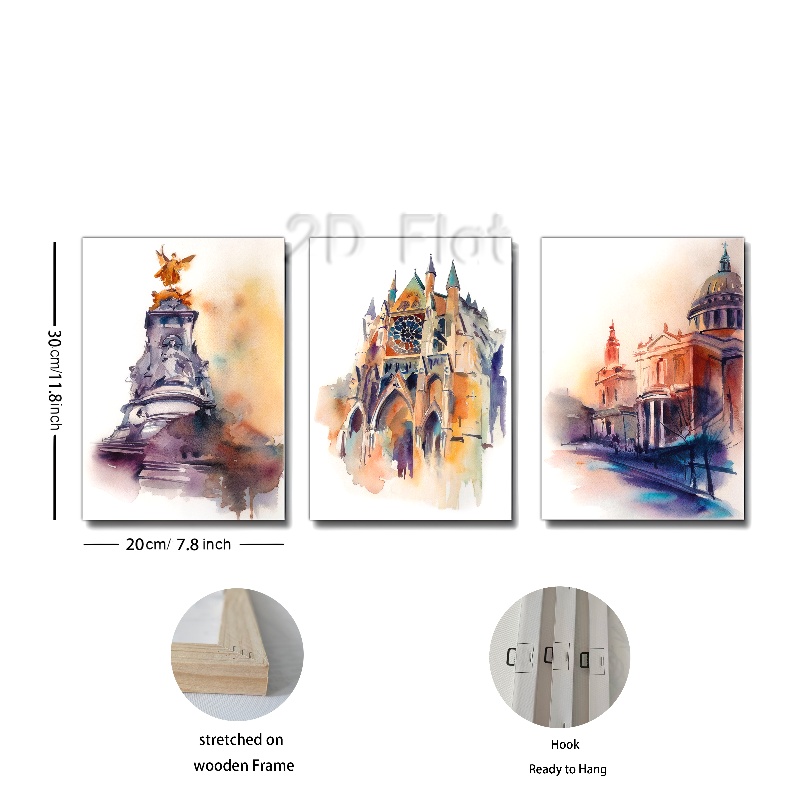 2D Flat
30cm/11.8inch
20cm/ 7.8 inch
stretched on
wooden Frame
Hook
Ready to Hang